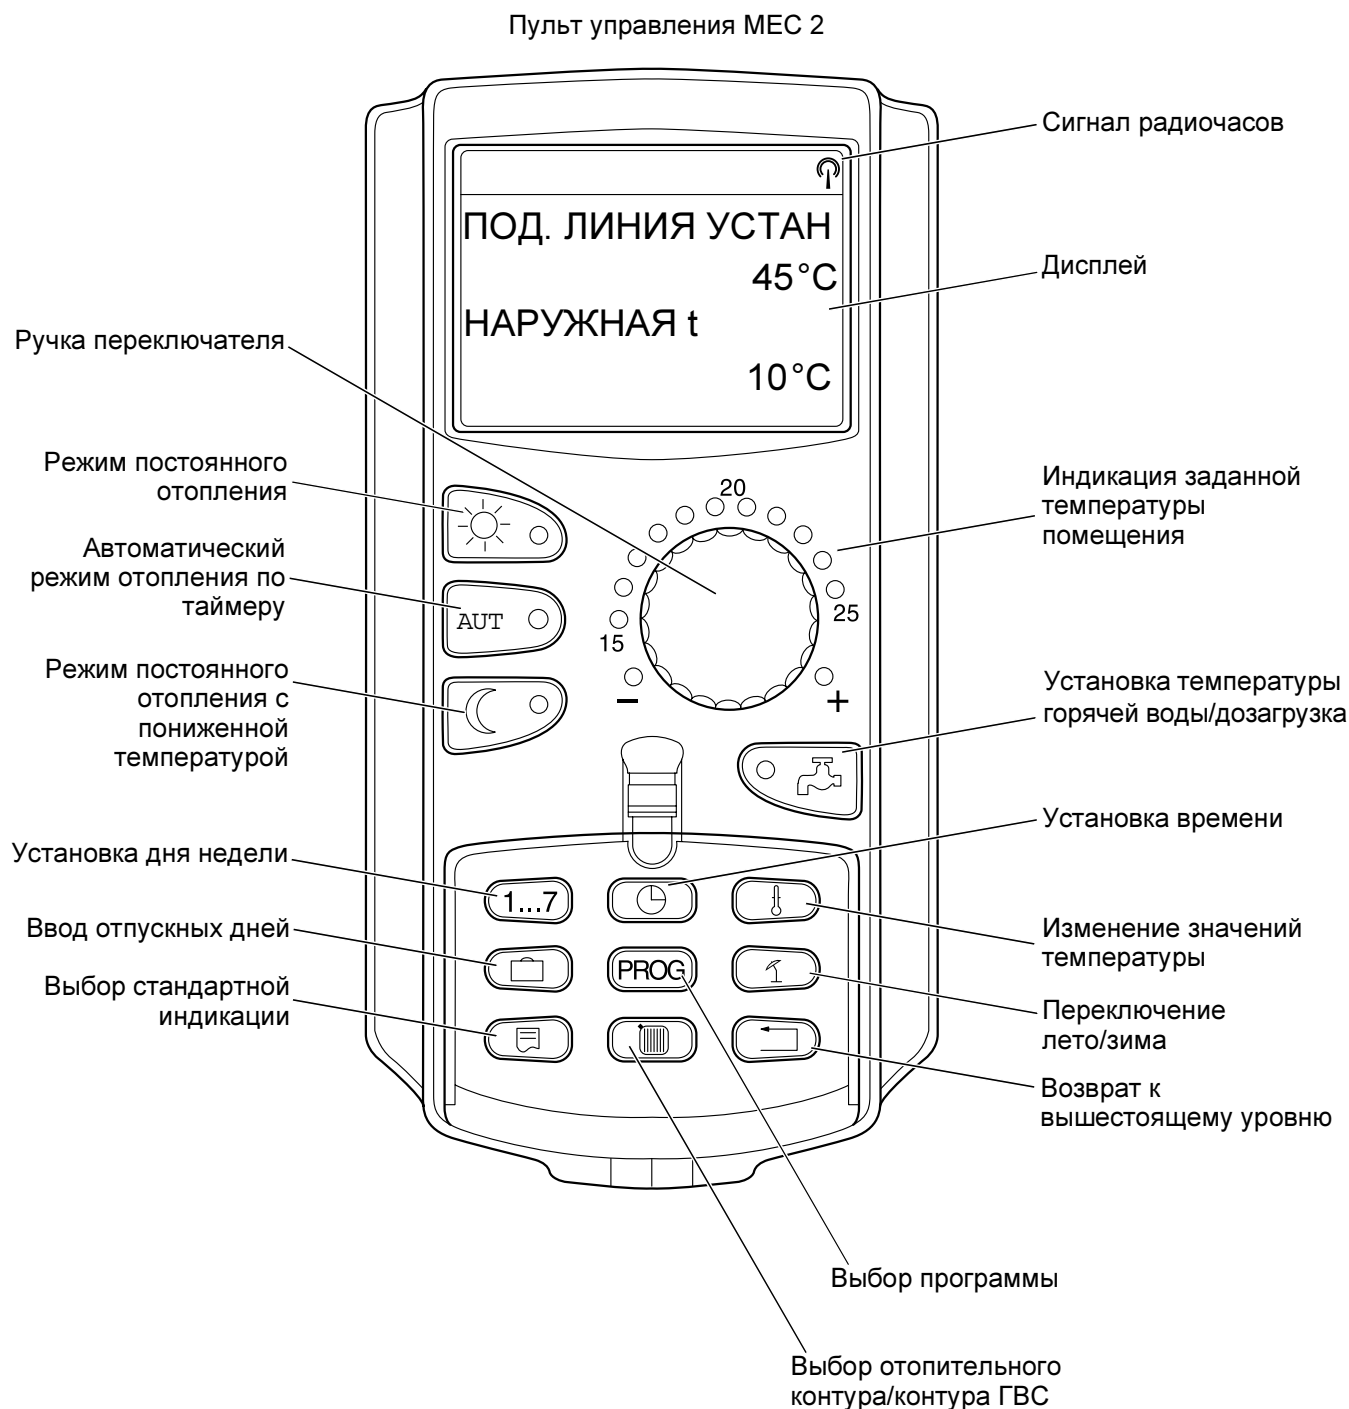 Пульт управления МЕС 2
Сигнал радиочасов
ПОД. ЛИНИЯ УСТАН
45°C
Дисплей
НАРУЖНАЯ t
10°C
Ручка переключателя
Режим постоянного
отопления
Индикация заданной
температуры
помещения
20
25
15
Автоматический
режим отопления по
таймеру
AUT
Режим постоянного
отопления с
пониженной
температурой
− +
Установка температуры
горячей воды/дозагрузка
Установка времени
Установка дня недели
1...7
Ввод отпускных дней
PROG
Изменение значений
температуры
Выбор стандартной
индикации
Переключение
лето/зима
Возврат к
вышестоящему уровню
Выбор программы
Выбор отопительного
контура/контура ГВС